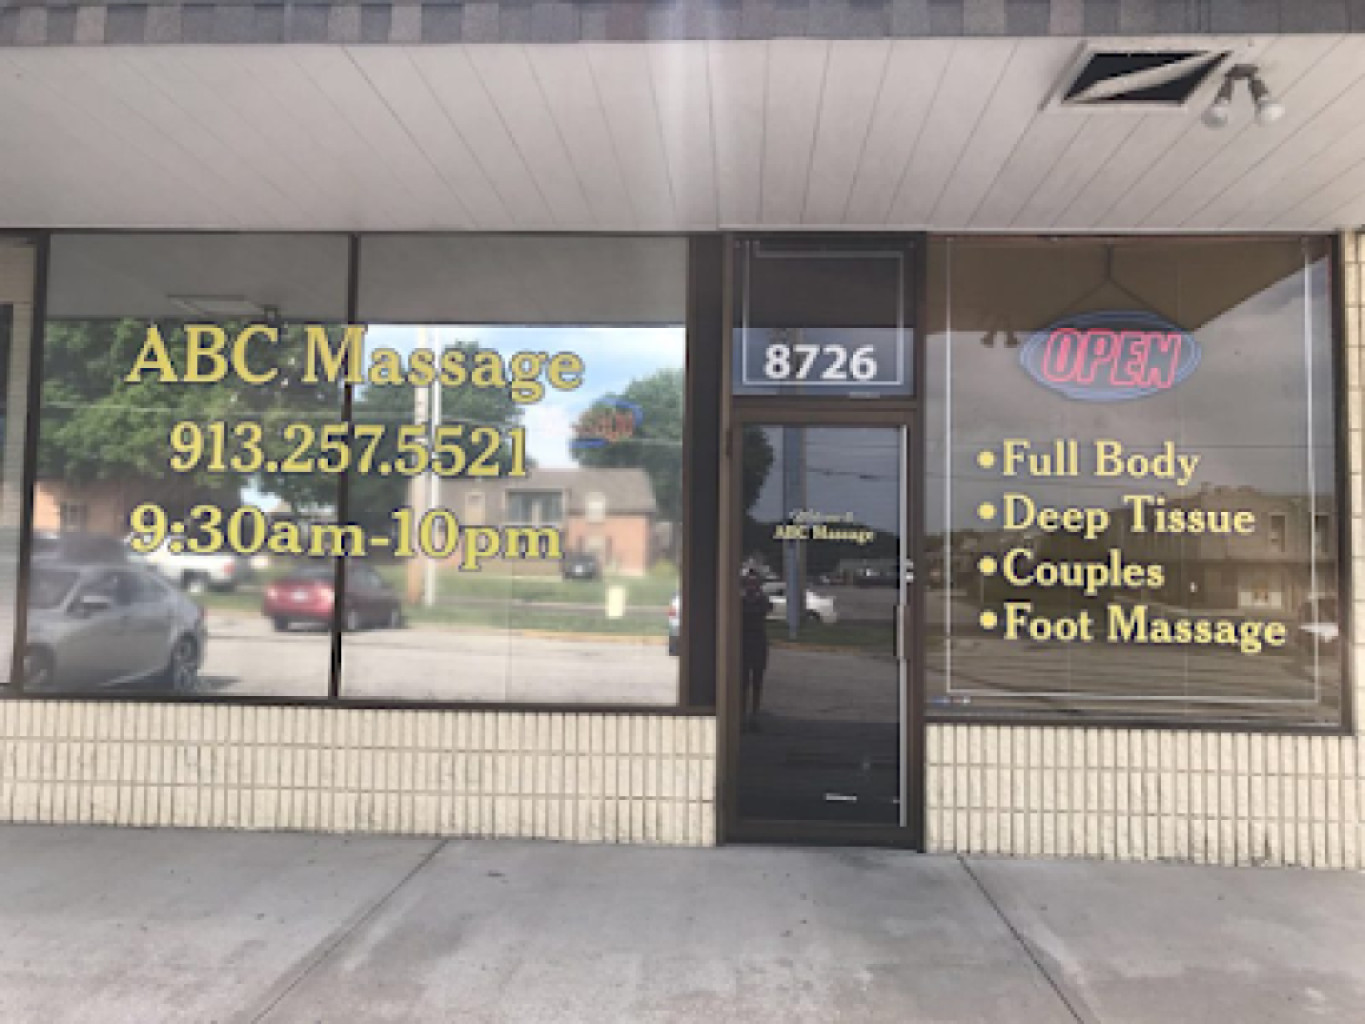 ABC Massage
913.257.5521
9:30am-10pm
8726
ABC Massage
OPEN
•Full Body
•Deep Tissue
•Couples
•Foot Massage